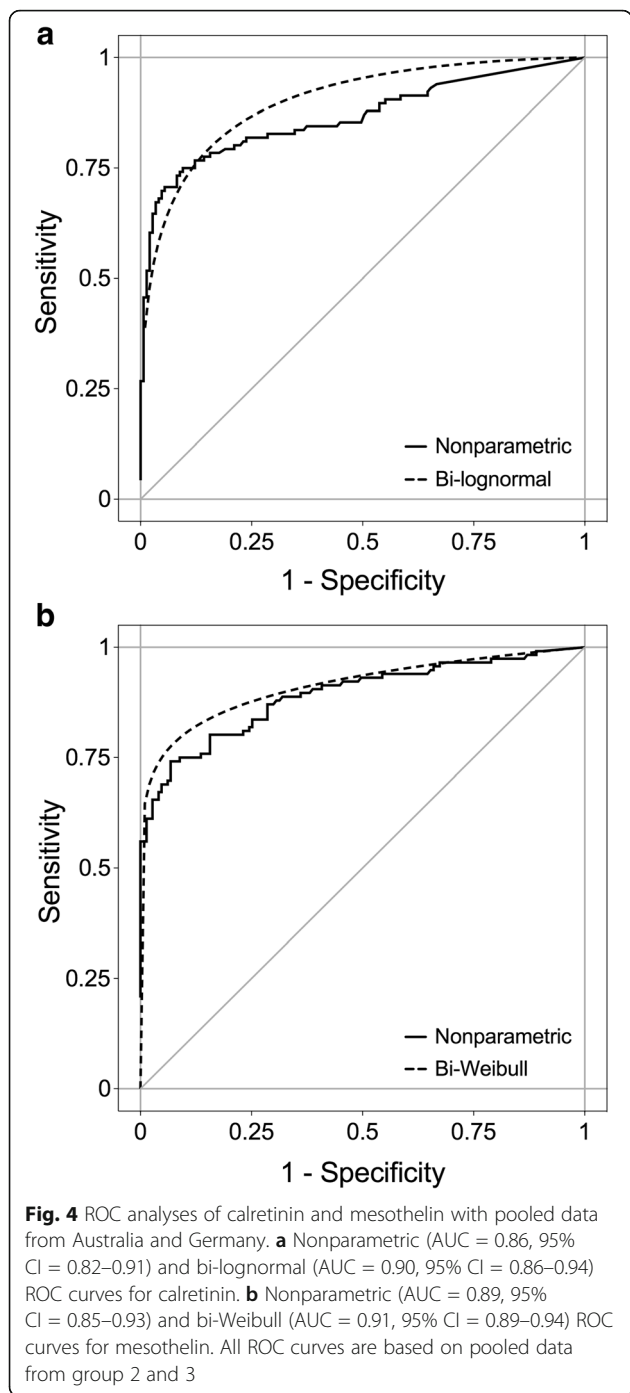 a
1
0.75
0.5
0.25
0
Sensitivity
Nonparametric
Bi-lognormal
0 0.25 0.5 0.75 1
1 - Specificity
b
1
0.75
0.5
0.25
0
Sensitivity
Nonparametric
Bi-Weibull
0 0.25 0.5 0.75 1
1 - Specificity
Fig. 4 ROC analyses of calretinin and mesothelin with pooled data
from Australia and Germany. a Nonparametric (AUC = 0.86, 95%
CI = 0.82–0.91) and bi-lognormal (AUC = 0.90, 95% CI = 0.86–0.94)
ROC curves for calretinin. b Nonparametric (AUC = 0.89, 95%
CI = 0.85–0.93) and bi-Weibull (AUC = 0.91, 95% CI = 0.89–0.94) ROC
curves for mesothelin. All ROC curves are based on pooled data
from group 2 and 3